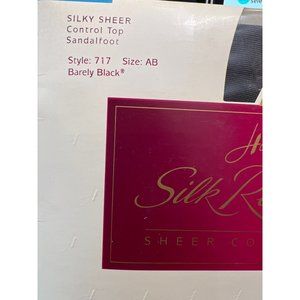 SILKY SHEER
Control Top
Sandalfoot
Style: 717 Size: AB
Barely Black®
Silk R
SHEER CO